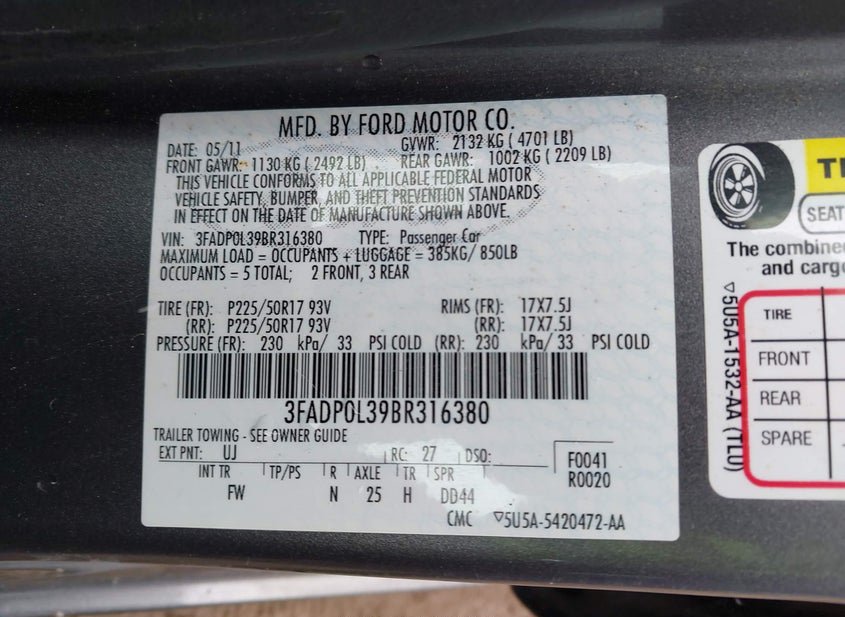 MFD. BY FORD MOTOR CO.
DATE: 05/11 GVWR: 2132 KG ( 4701 LB)
FRONT GAWR: 1130 KG ( 2492 LB) REAR GAWR: 1002 KG ( 2209 LB)
THIS VEHICLE CONFORMS TO ALL APPLICABLE FEDERAL MOTOR
VEHICLE SAFETY, BUMPER, AND THEFT PREVENTION STANDARDS
IN EFFECT ON THE DATE OF MANUFACTURE SHOWN ABOVE.
VIN: 3FADP0L39BR316380 TYPE: Passenger Car
MAXIMUM LOAD = OCCUPANTS + LUGGAGE = 385KG/ 850LB
OCCUPANTS = 5 TOTAL; 2 FRONT, 3 REAR
TIRE (FR): P225/50R17 93V RIMS (FR): 17X7.5J
(RR): P225/50R17 93V (RR): 17X7.5J
PRESSURE (FR): 230 kPa/ 33 PSI COLD (RR): 230 kPa/ 33 PSI COLD
3FADP0L39BR316380
TRAILER TOWING - SEE OWNER GUIDE
EXT PNT: UJ RC: 27 DSO:
F0041
R0020
INT TR TP/PS R AXLE TR SPR
FW N 25 H DD44
CMC ▽5U5A-5420472-AA
SEAT
The combine
and carg
▽5U5A-1532-AA (TLU)
TIRE
FRONT
REAR
SPARE